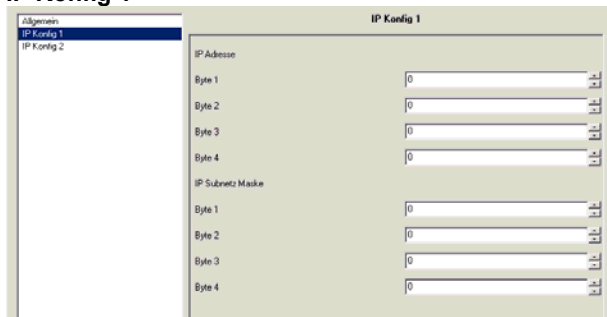 Allgemein
IP Konfig 1
IP Konfig 2
IP Konfig 1
IP Adresse
Byte 1 0
Byte 2 0
Byte 3 0
Byte 4 0
IP Subnetz Maske
Byte 1 0
Byte 2 0
Byte 3 0
Byte 4 0